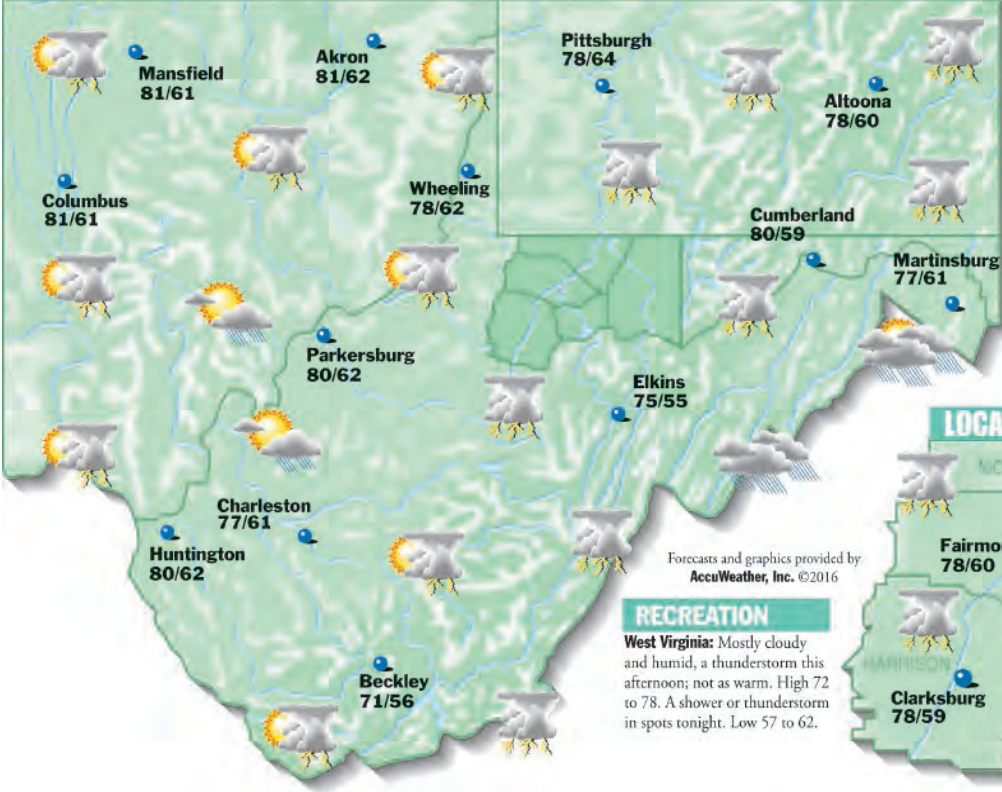 Mansfield
81/61
Akron
81/62
Pittsburgh
78/64
Altoona
78/60
Columbus
81/61
Wheeling
78/62
Cumberland
80/59
Martinsburg
77/61
Parkersburg
80/62
Elkins
75/55
Charleston
77/61
Huntington
80/62
Beckley
71/56
Forecasts and graphics provided by
AccuWeather, Inc. ©2016
RECREATION
West Virginia: Mostly cloudy
and humid, a thunderstorm this
afternoon; not as warm. High 72
to 78. A shower or thunderstorm
in spots tonight. Low 57 to 62.
LOCA
Fairmo
78/60
HARRISON
Clarksburg
78/59